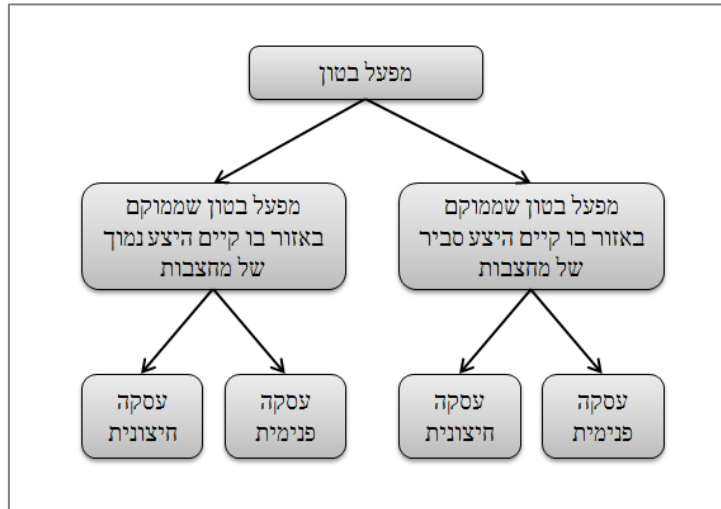 מפעל בטון
מפעל בטון שממוקם
באזור בו קיים היצע סביר
של מחצבות
מפעל בטון שממוקם
באזור בו קיים היצע נמוך
של מחצבות
עסקה
פנימית
עסקה
חיצונית
עסקה
פנימית
עסקה
חיצונית